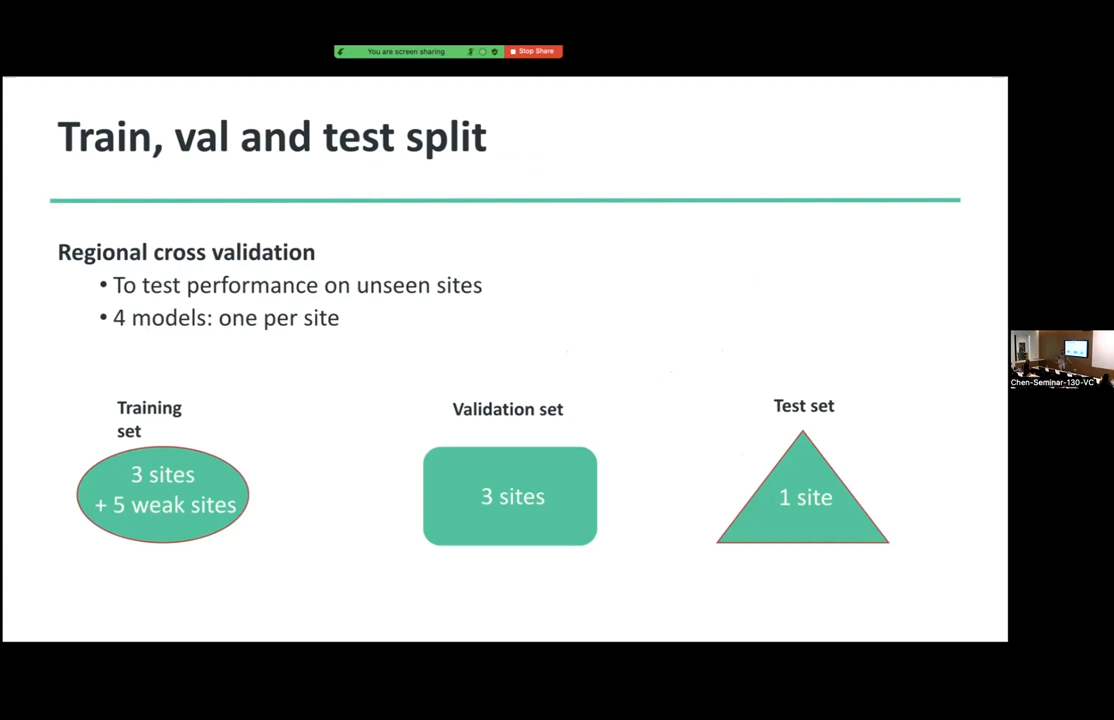 You are screen sharing
Stop Share
Train, val and test split
Regional cross validation
• To test performance on unseen sites
• 4 models: one per site
Training
set
3 sites
+ 5 weak sites
Validation set
3 sites
Test set
1 site
Chen-Seminar-130-VC